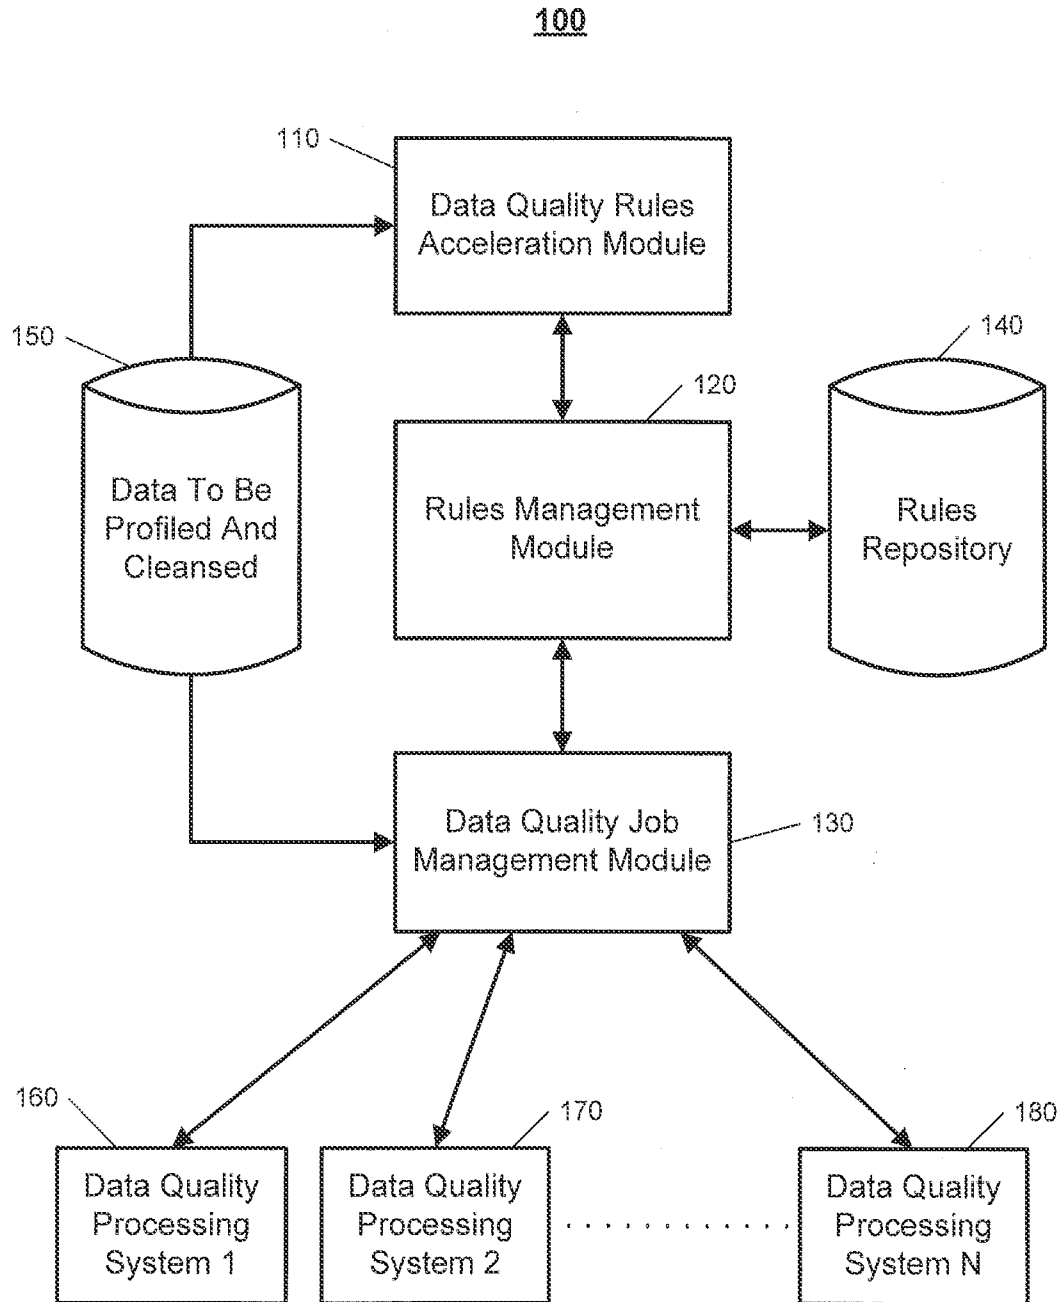 100
110
Data Quality Rules
Acceleration Module
150
140
120
Data To Be
Profiled And
Cleansed
Rules Management
Module
Rules
Repository
Data Quality Job
Management Module
130
160
170
180
Data Quality
Processing
System 1
Data Quality
Processing
System 2
Data Quality
Processing
System N